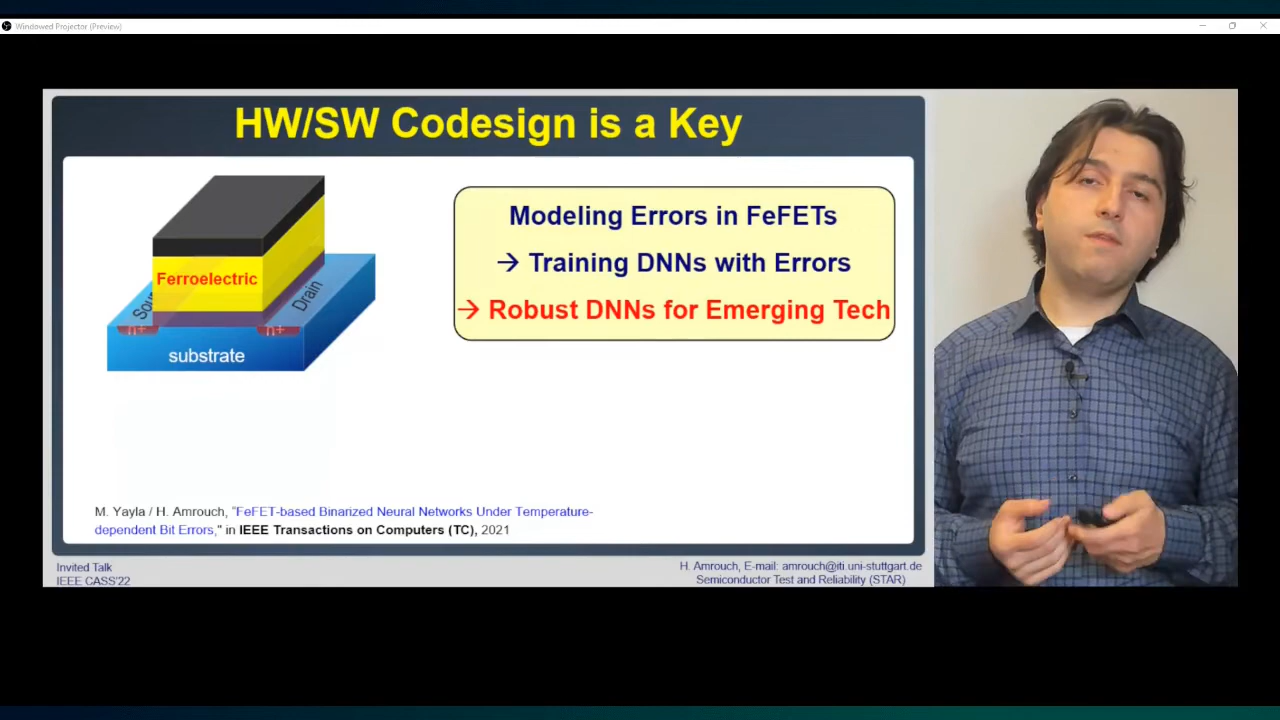 Windowed Projector (Preview)
HW/SW Codesign is a Key
Ferroelectric
Sou
Drain
n+
n+
substrate
Modeling Errors in FeFETs
→ Training DNNs with Errors
→ Robust DNNs for Emerging Tech
M. Yayla / H. Amrouch, "FeFET-based Binarized Neural Networks Under Temperature-
dependent Bit Errors," in IEEE Transactions on Computers (TC), 2021
Invited Talk
IEEE CASS'22
H. Amrouch, E-mail: amrouch@iti.uni-stuttgart.de
Semiconductor Test and Reliability (STAR)